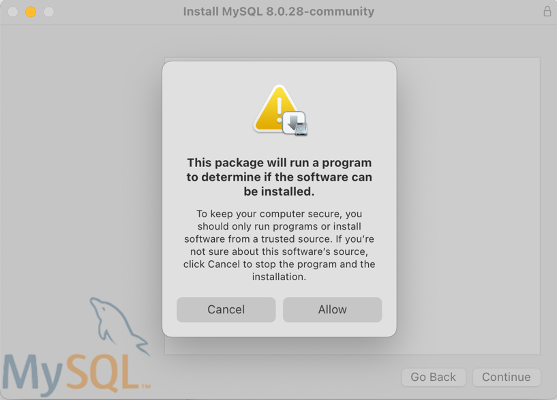 Install MySQL 8.0.28-community
This package will run a program
to determine if the software can
be installed.
To keep your computer secure, you
should only run programs or install
software from a trusted source. If you're
not sure about this software's source,
click Cancel to stop the program and the
installation.
Cancel Allow
MySQL™
Go Back Continue